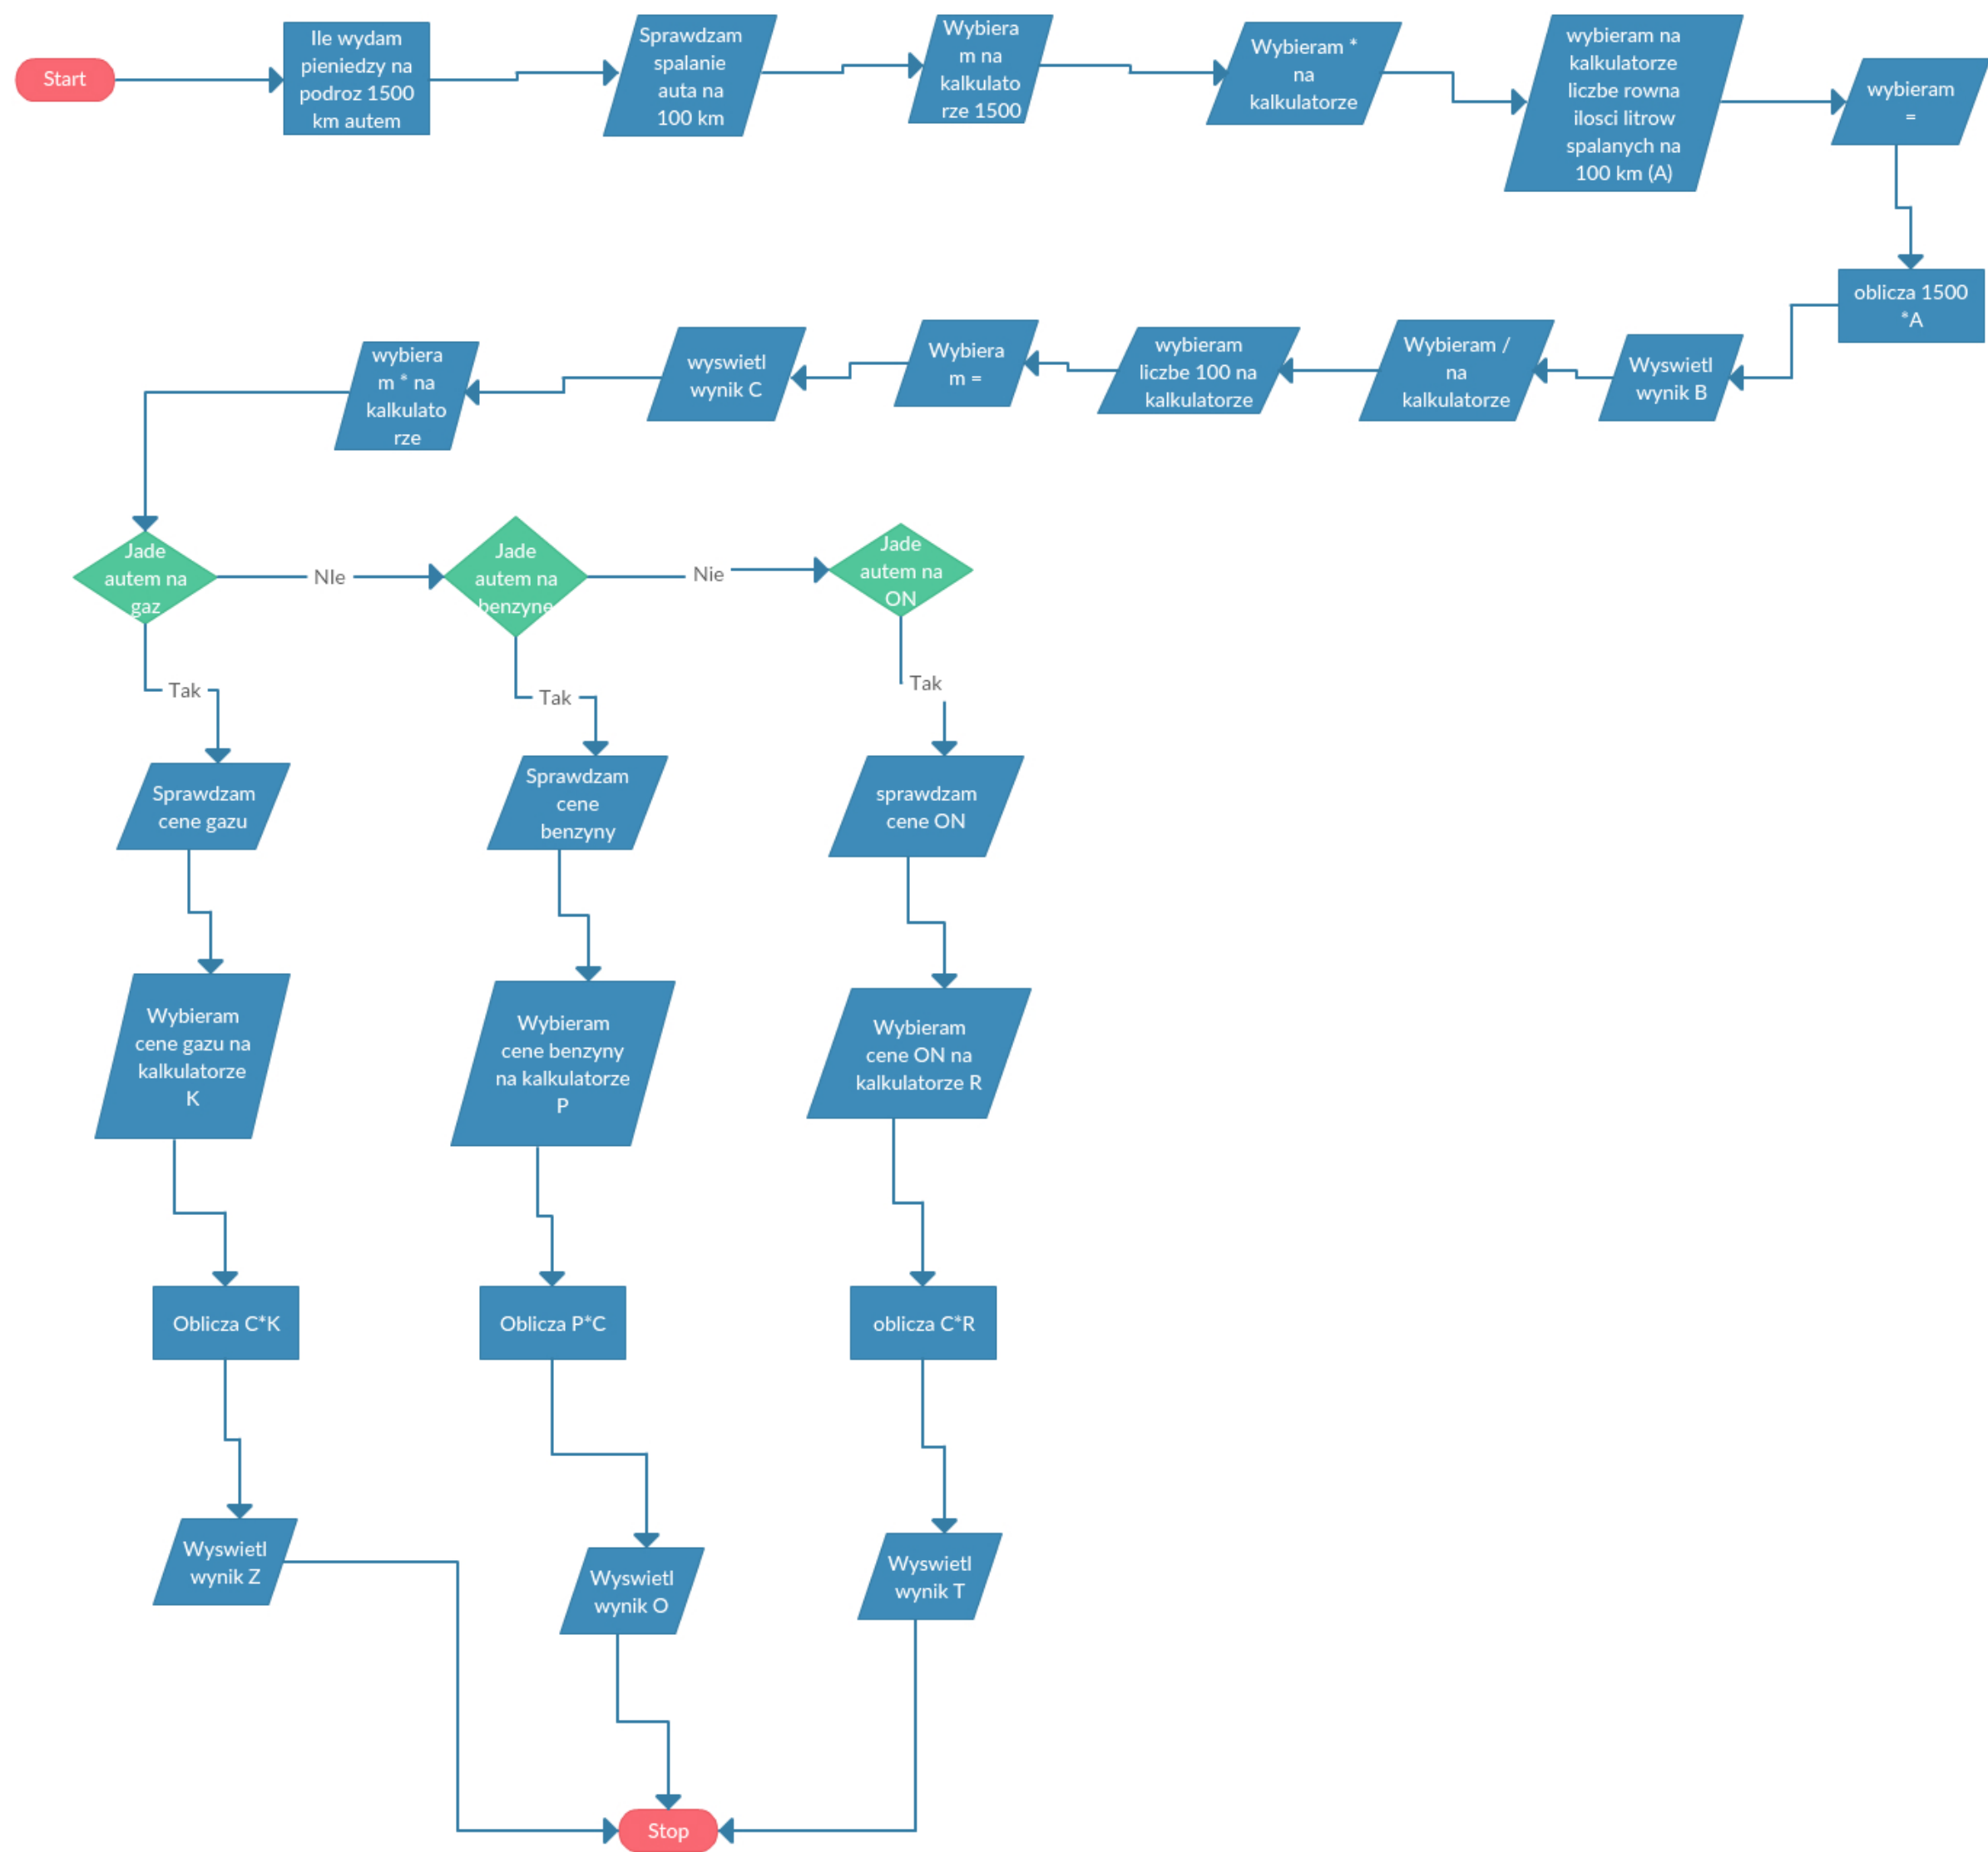 Start
Ile wydam
pieniedzy na
podroz 1500
km autem
Sprawdzam
spalanie
auta na
100 km
Wybiera
m na
kalkulato
rze 1500
Wybieram *
na
kalkulatorze
wybieram na
kalkulatorze
liczbe rowna
ilosci litrow
spalanych na
100 km (A)
wybieram
=
oblicza 1500
*A
Wyswietl
wynik B
Wybieram /
na
kalkulatorze
wybieram
liczbe 100 na
kalkulatorze
Wybiera
m =
wyswietl
wynik C
wybiera
m * na
kalkulato
rze
Jade
autem na
gaz
NIe
Jade
autem na
benzyne
Nie
Jade
autem na
ON
Tak
Tak
Tak
Sprawdzam
cene gazu
Sprawdzam
cene
benzyny
sprawdzam
cene ON
Wybieram
cene gazu na
kalkulatorze
K
Wybieram
cene benzyny
na kalkulatorze
P
Wybieram
cene ON na
kalkulatorze R
Oblicza C*K
Oblicza P*C
oblicza C*R
Wyswietl
wynik Z
Wyswietl
wynik O
Wyswietl
wynik T
Stop